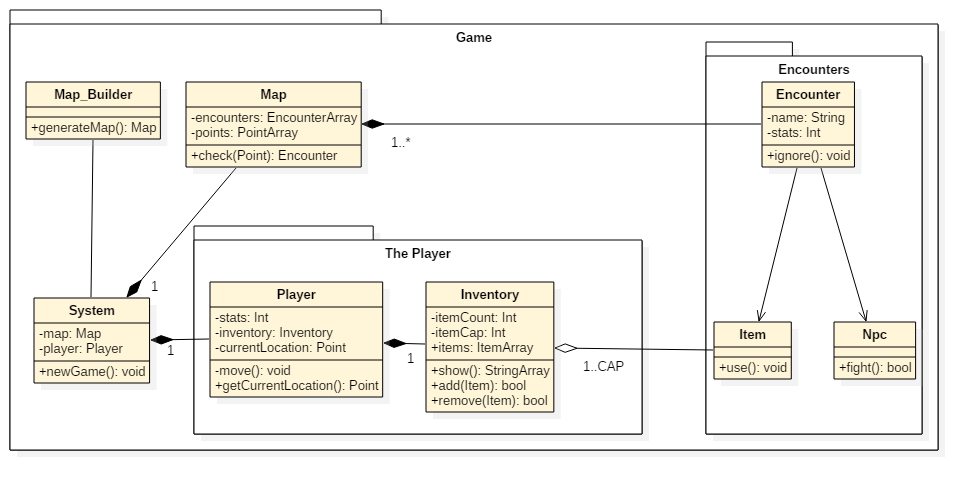 Game
Map_Builder
+generateMap(): Map
Map
-encounters: EncounterArray
-points: PointArray
+check(Point): Encounter
1..*
Encounters
Encounter
-name: String
-stats: Int
+ignore(): void
1
System
-map: Map
-player: Player
+newGame(): void
1
The Player
Player
-stats: Int
-inventory: Inventory
-currentLocation: Point
-move(): void
+getCurrentLocation(): Point
1
Inventory
-itemCount: Int
-itemCap: Int
+items: ItemArray
+show(): StringArray
+add(Item): bool
+remove(Item): bool
1..CAP
Item
+use(): void
Npc
+fight(): bool